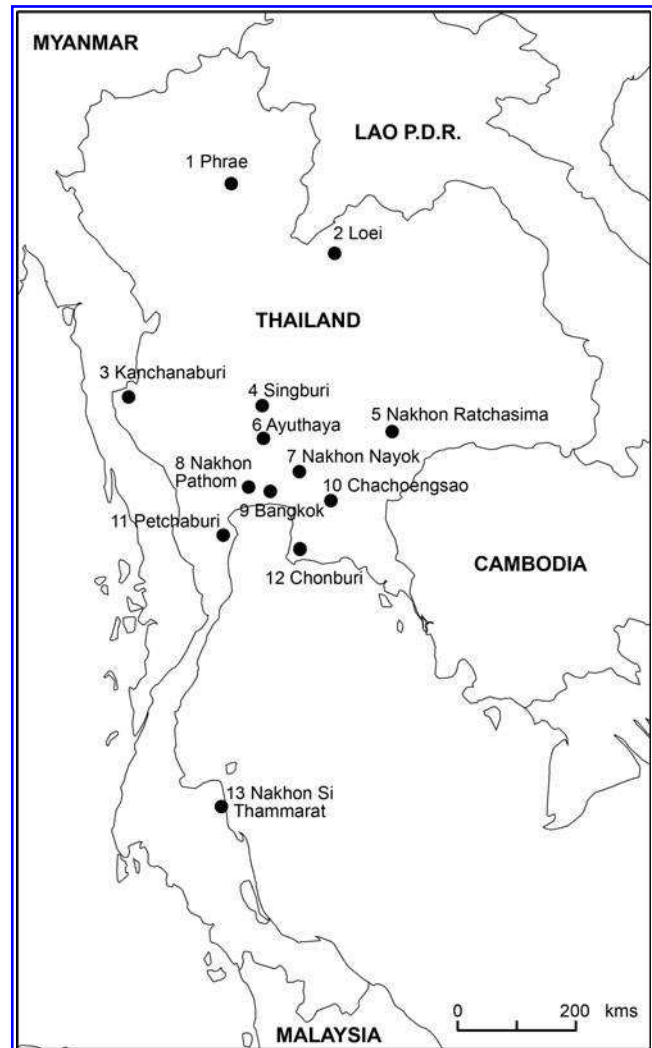 MYANMAR
LAO P.D.R.
1 Phrae
2 Loei
THAILAND
3 Kanchanaburi
4 Singburi
5 Nakhon Ratchasima
6 Ayuthaya
7 Nakhon Nayok
8 Nakhon
Pathom
10 Chachoengsao
9 Bangkok
11 Petchaburi
12 Chonburi
CAMBODIA
13 Nakhon Si
Thammarat
0 200 kms
MALAYSIA